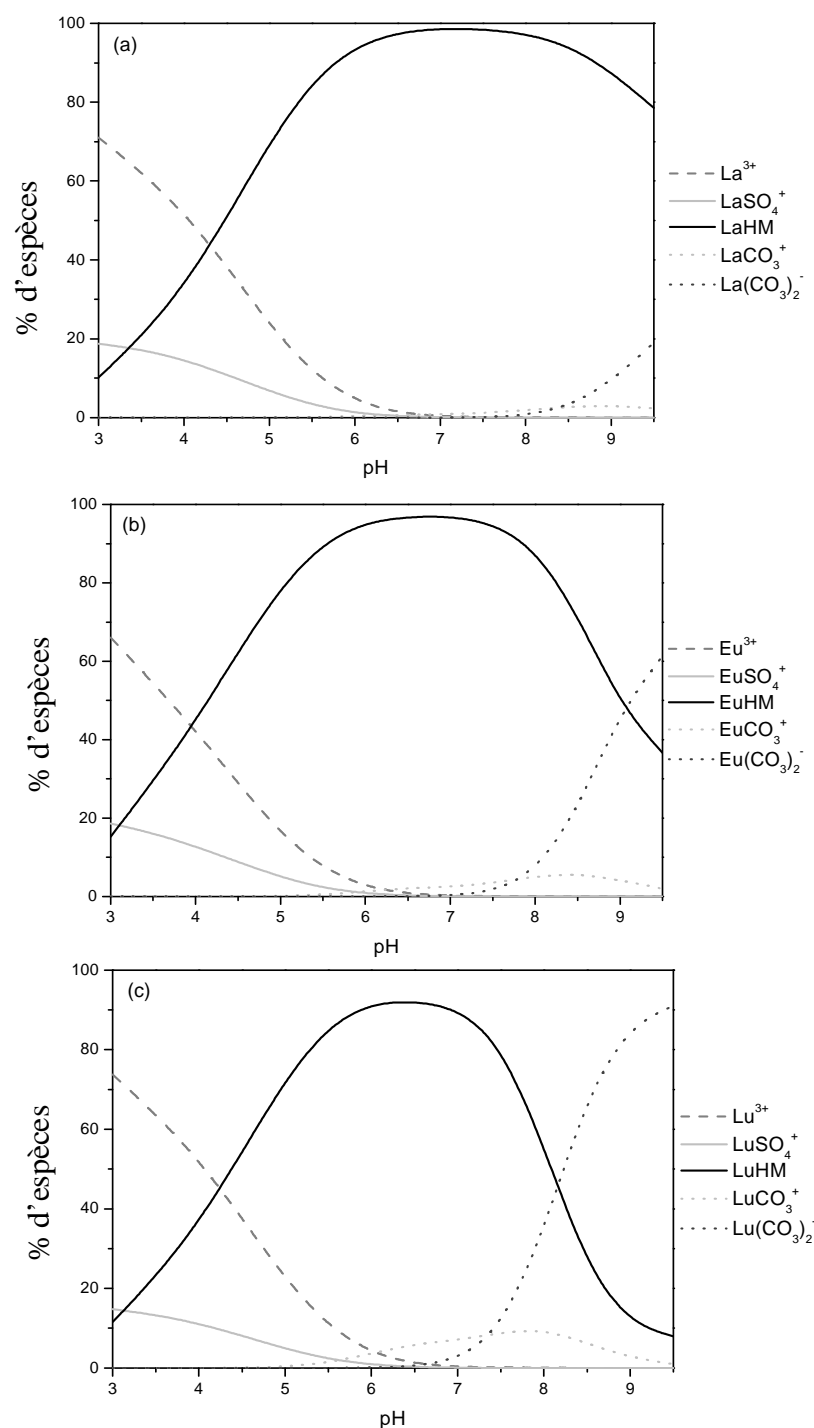 100
(a)
80
60
40
20
0
% d'espèces
3 4 5 6 7 8 9
pH
La³⁺
LaSO₄⁺
LaHM
LaCO₃⁺
La(CO₃)₂⁻
100
(b)
80
60
40
20
0
% d'espèces
3 4 5 6 7 8 9
pH
Eu³⁺
EuSO₄⁺
EuHM
EuCO₃⁺
Eu(CO₃)₂⁻
100
(c)
80
60
40
20
0
% d'espèces
3 4 5 6 7 8 9
pH
Lu³⁺
LuSO₄⁺
LuHM
LuCO₃⁺
Lu(CO₃)₂⁻